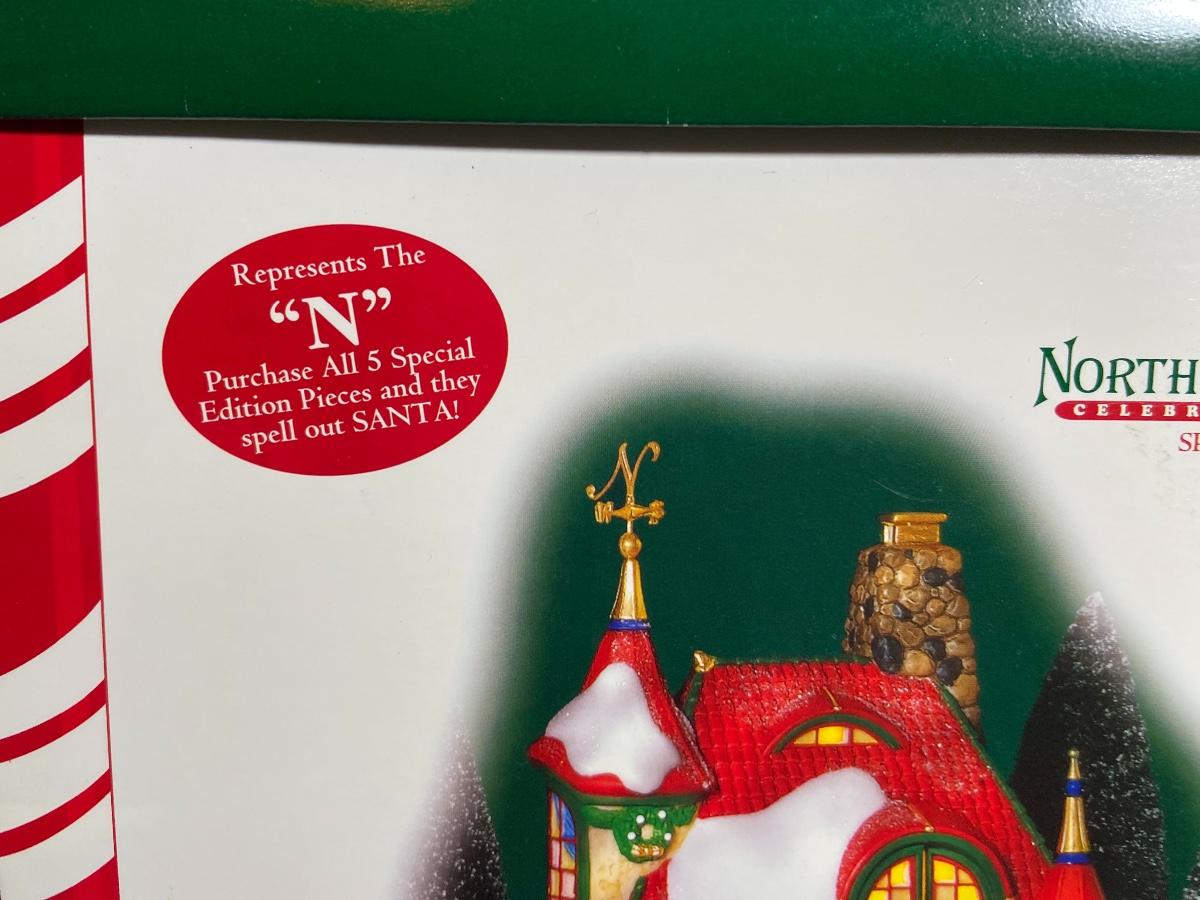 Represents The
“N”
Purchase All 5 Special
Edition Pieces and they
spell out SANTA!
NORTH
CELEBR
SP
N
W